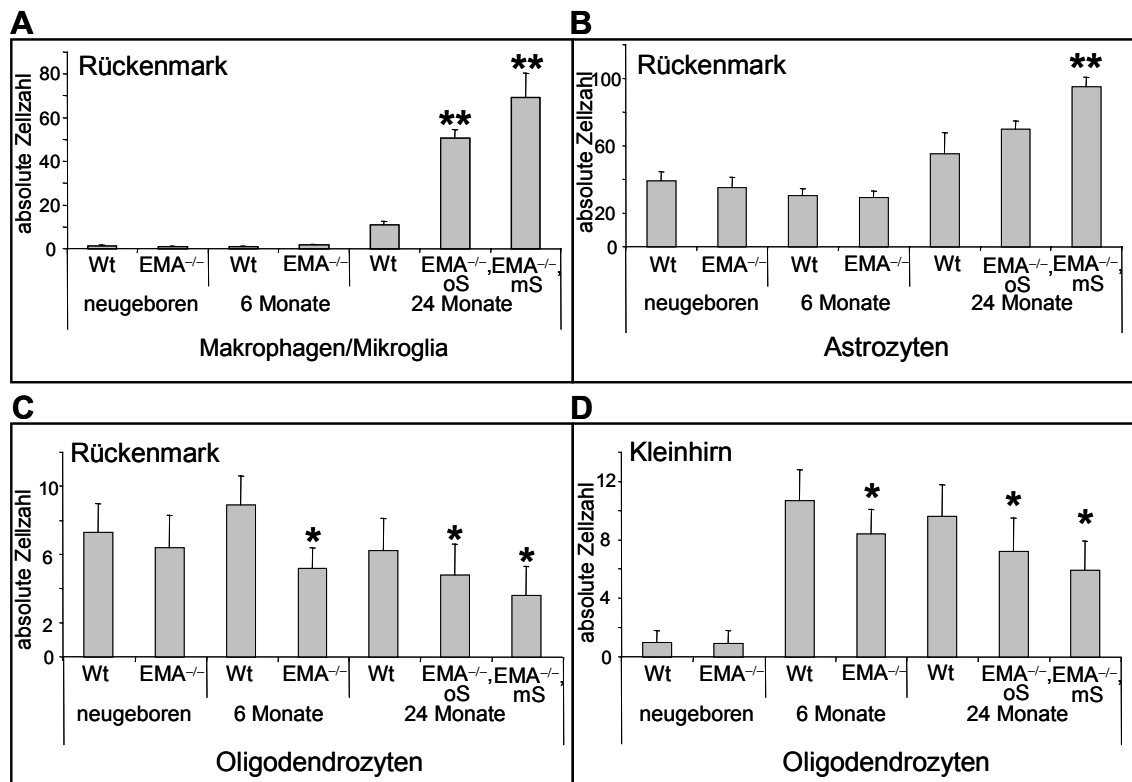 A
Rückenmark
absolute Zellzahl
80
60
40
20
0
**
**
Wt
EMA–/–
Wt
EMA–/–
Wt
EMA–/–,
oS
EMA–/–,
mS
neugeboren
6 Monate
24 Monate
Makrophagen/Mikroglia
B
Rückenmark
absolute Zellzahl
100
60
20
0
**
Wt
EMA–/–
Wt
EMA–/–
Wt
EMA–/–,
oS
EMA–/–,
mS
neugeboren
6 Monate
24 Monate
Astrozyten
C
Rückenmark
absolute Zellzahl
10
6
2
0
*
*
*
Wt
EMA–/–
Wt
EMA–/–
Wt
EMA–/–,
oS
EMA–/–,
mS
neugeboren
6 Monate
24 Monate
Oligodendrozyten
D
Kleinhirn
absolute Zellzahl
12
8
4
0
*
*
*
Wt
EMA–/–
Wt
EMA–/–
Wt
EMA–/–,
oS
EMA–/–,
mS
neugeboren
6 Monate
24 Monate
Oligodendrozyten